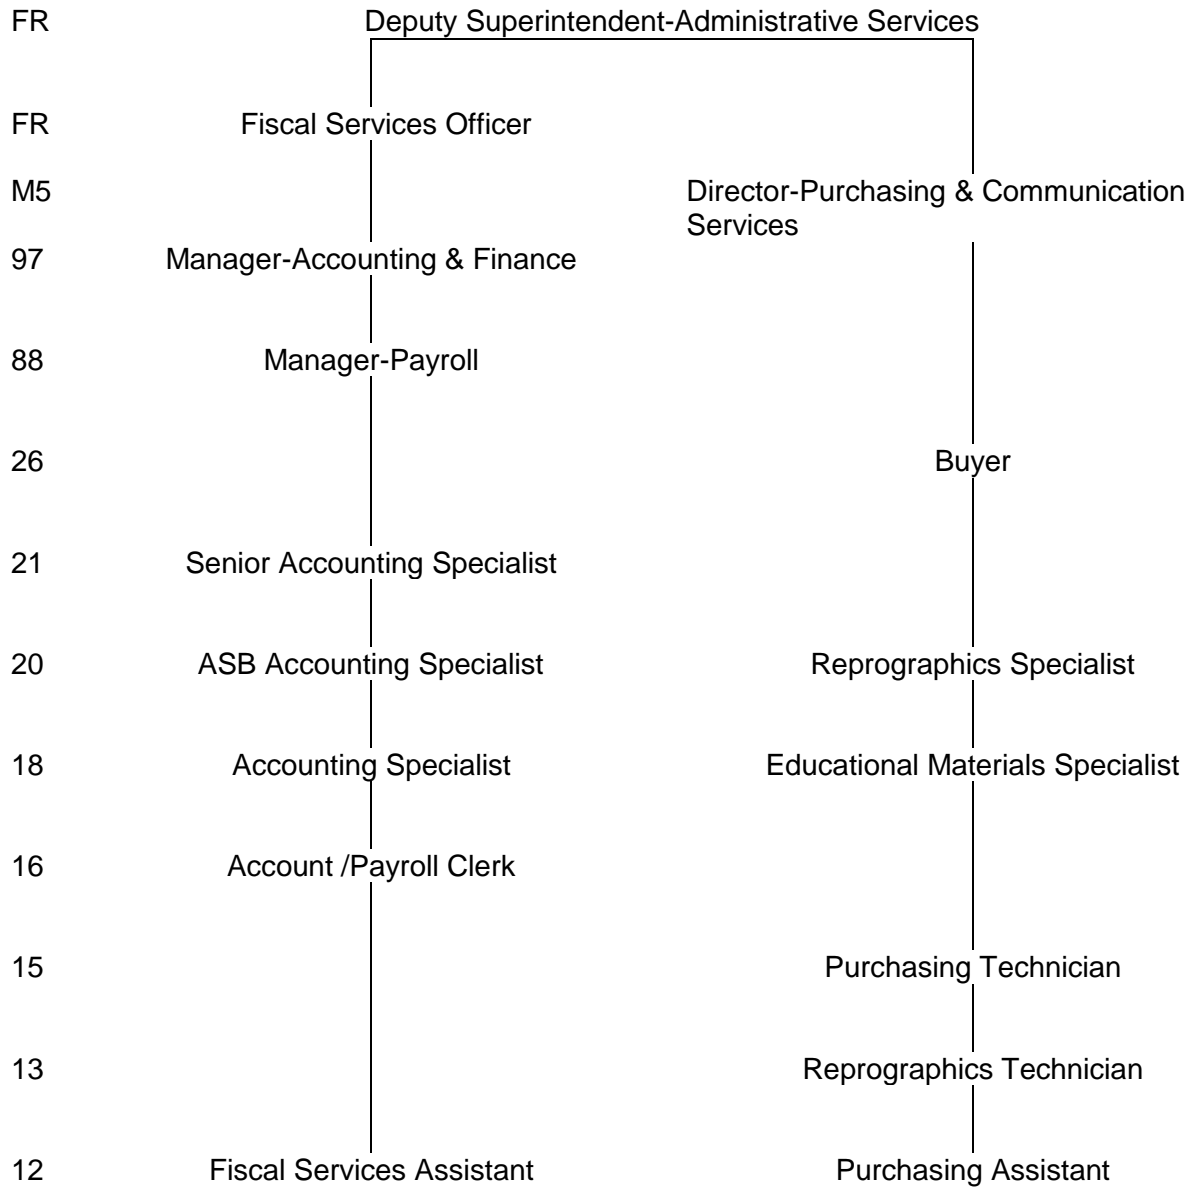 FR Deputy Superintendent-Administrative Services
FR Fiscal Services Officer
M5 Director-Purchasing & Communication
Services
97 Manager-Accounting & Finance
88 Manager-Payroll
26 Buyer
21 Senior Accounting Specialist
20 ASB Accounting Specialist Reprographics Specialist
18 Accounting Specialist Educational Materials Specialist
16 Account /Payroll Clerk
15 Purchasing Technician
13 Reprographics Technician
12 Fiscal Services Assistant Purchasing Assistant